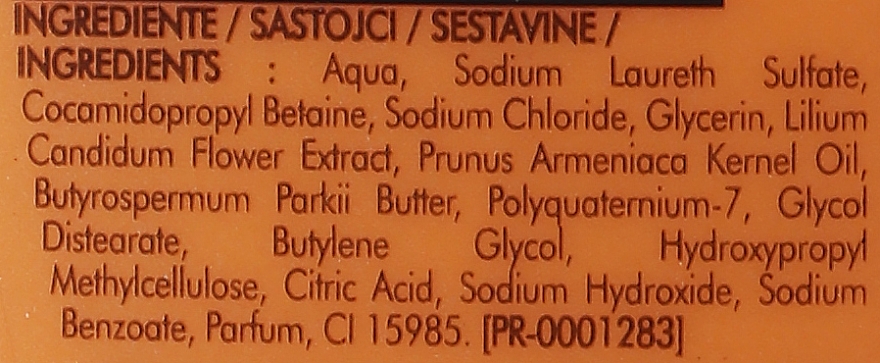 INGREDIENTE / SASTOJCI / SESTAVINE /
INGREDIENTS : Aqua, Sodium Laureth Sulfate,
Cocamidopropyl Betaine, Sodium Chloride, Glycerin, Lilium
Candidum Flower Extract, Prunus Armeniaca Kernel Oil,
Butyrospermum Parkii Butter, Polyquaternium-7, Glycol
Distearate, Butylene Glycol, Hydroxypropyl
Methylcellulose, Citric Acid, Sodium Hydroxide, Sodium
Benzoate, Parfum, CI 15985. [PR-0001283]